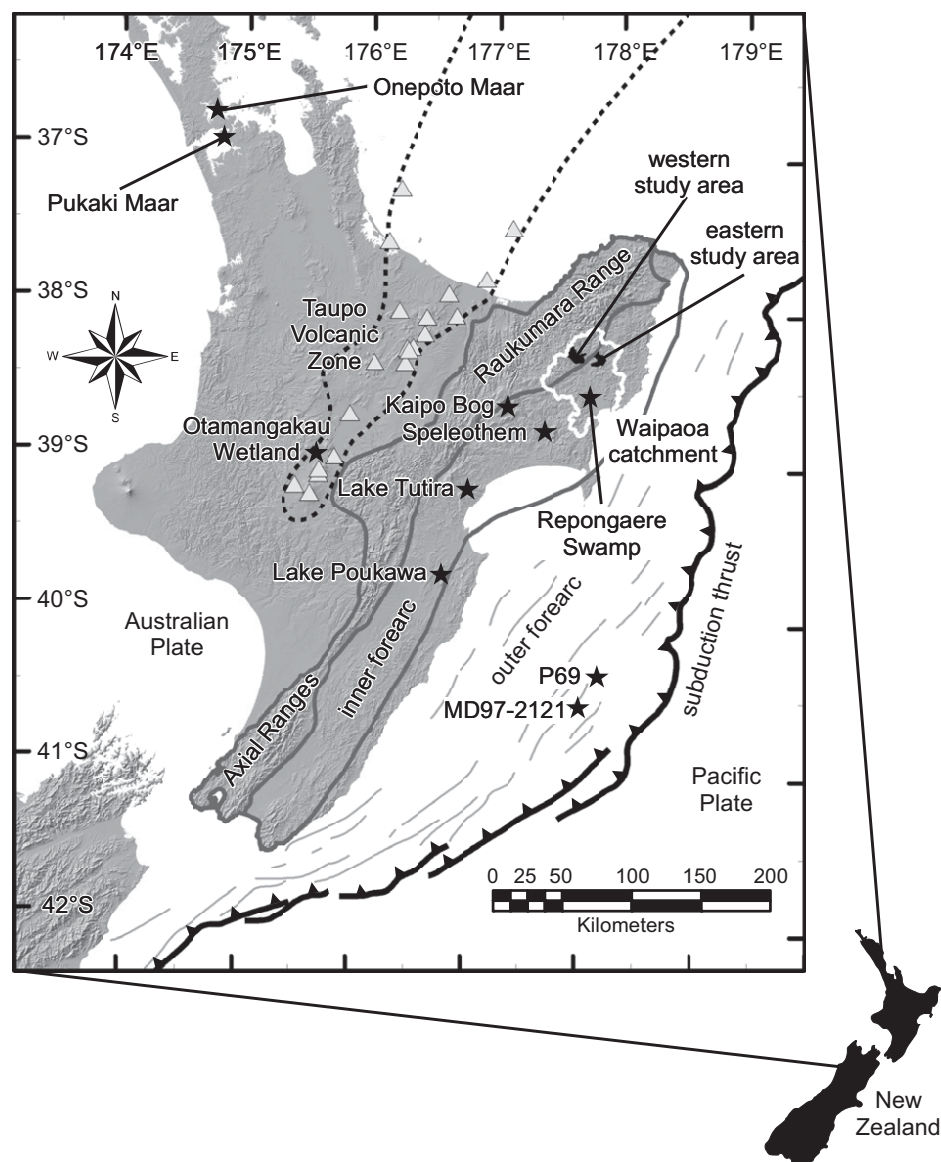 174°E 175°E 176°E 177°E 178°E 179°E
Onepoto Maar
37°S
western
study area
Pukaki Maar
eastern
study area
38°S
Raukumara Range
Taupo
Volcanic
Zone
N
W E
S
Kaipo Bog
Otamangakau
Wetland
Speleothem
Waipaoa
catchment
39°S
Lake Tutira
Repongaere
Swamp
Lake Poukawa
40°S
Australian
Plate
inner forearc
outer forearc
subduction thrust
P69
MD97-2121
Axial Ranges
41°S
Pacific
Plate
0 25 50 100 150 200
Kilometers
42°S
New
Zealand